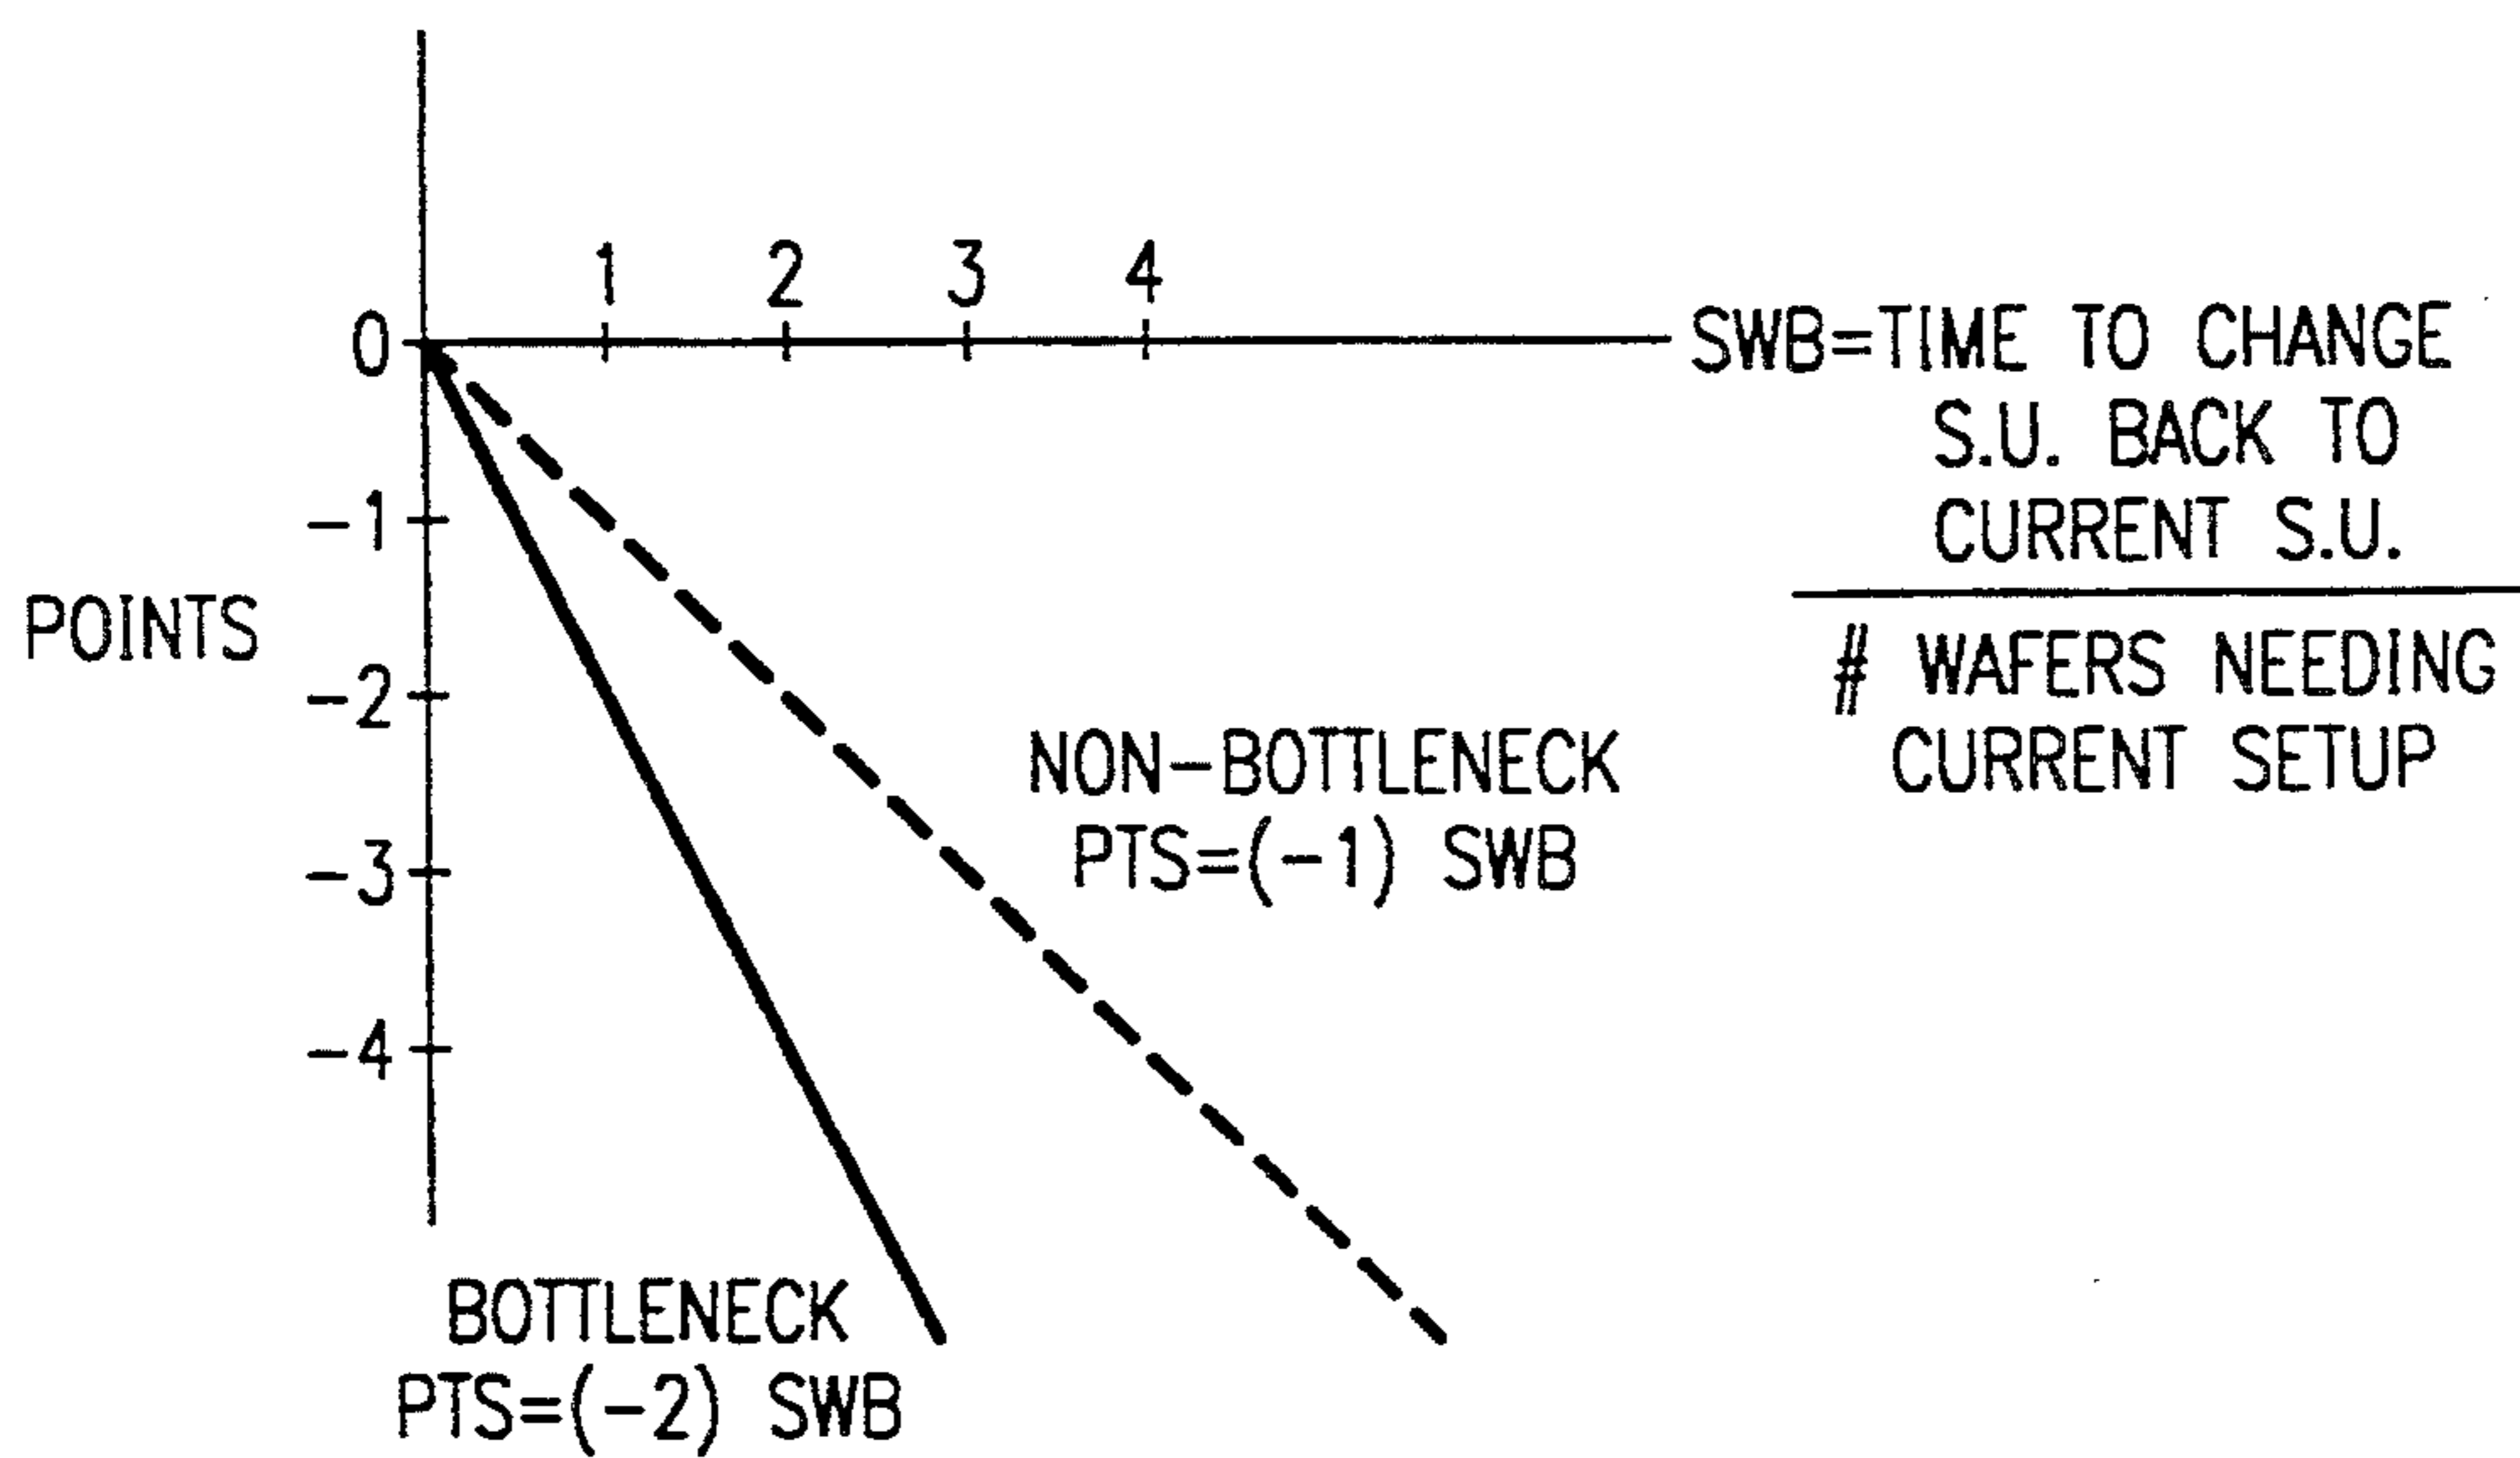 1 2 3 4
0
-1
-2
-3
-4
POINTS
SWB=TIME TO CHANGE
S.U. BACK TO
CURRENT S.U.
# WAFERS NEEDING
CURRENT SETUP
NON-BOTTLENECK
PTS=(-1) SWB
BOTTLENECK
PTS=(-2) SWB